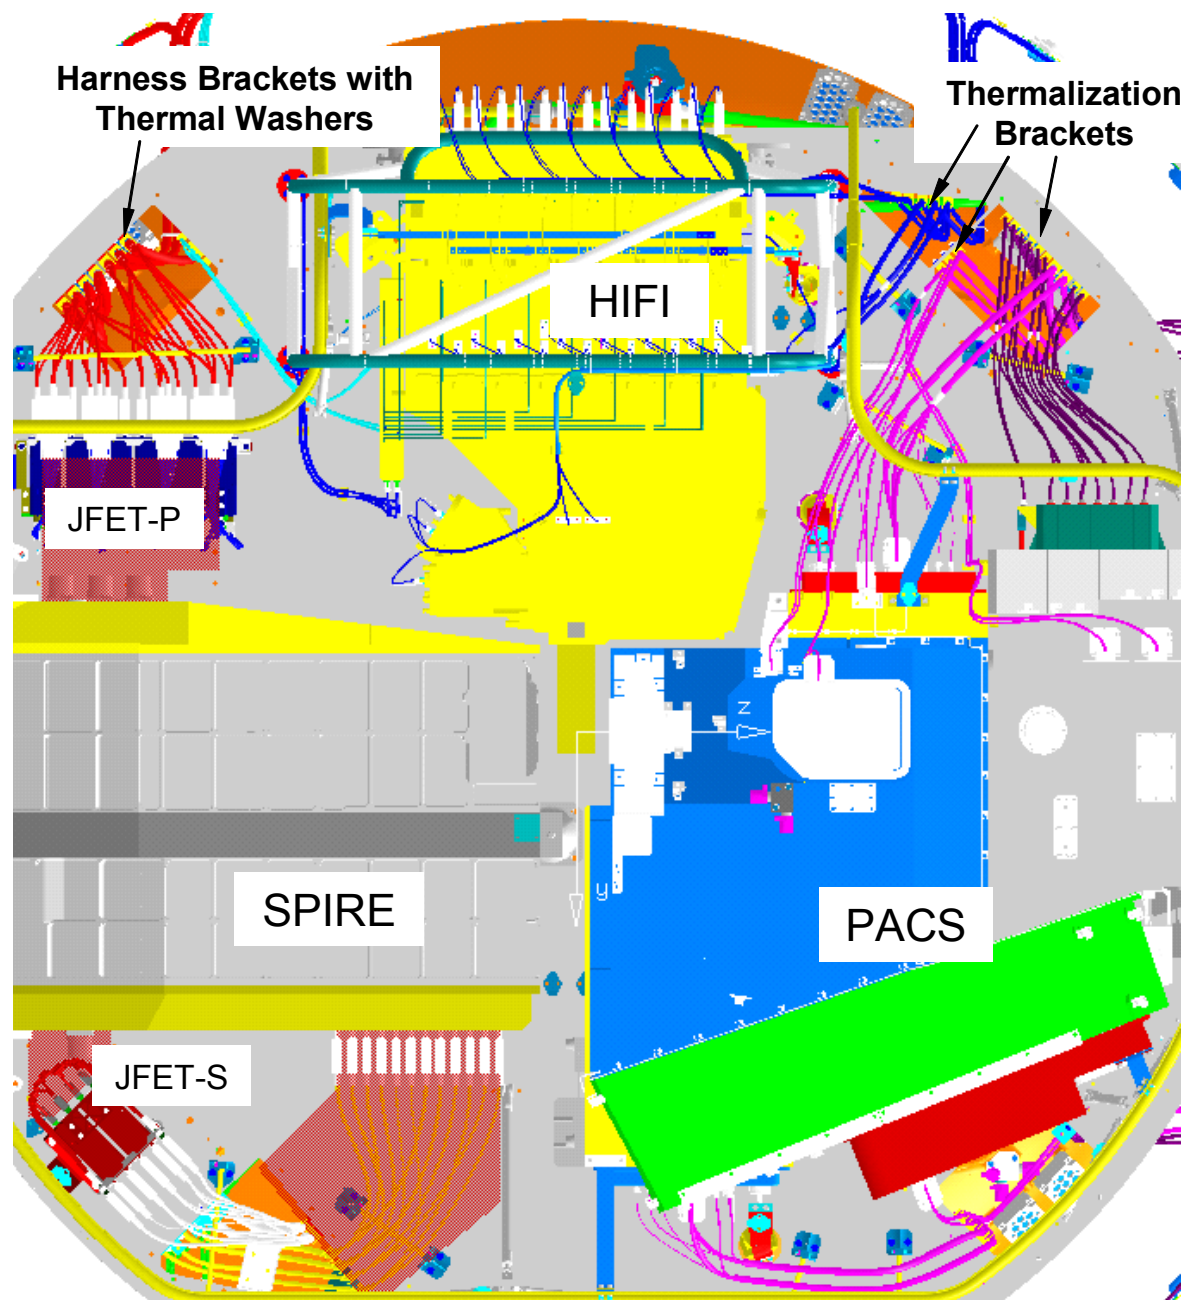 Harness Brackets with
Thermal Washers
Thermalization
Brackets
HIFI
JFET-P
z
y
SPIRE
PACS
JFET-S